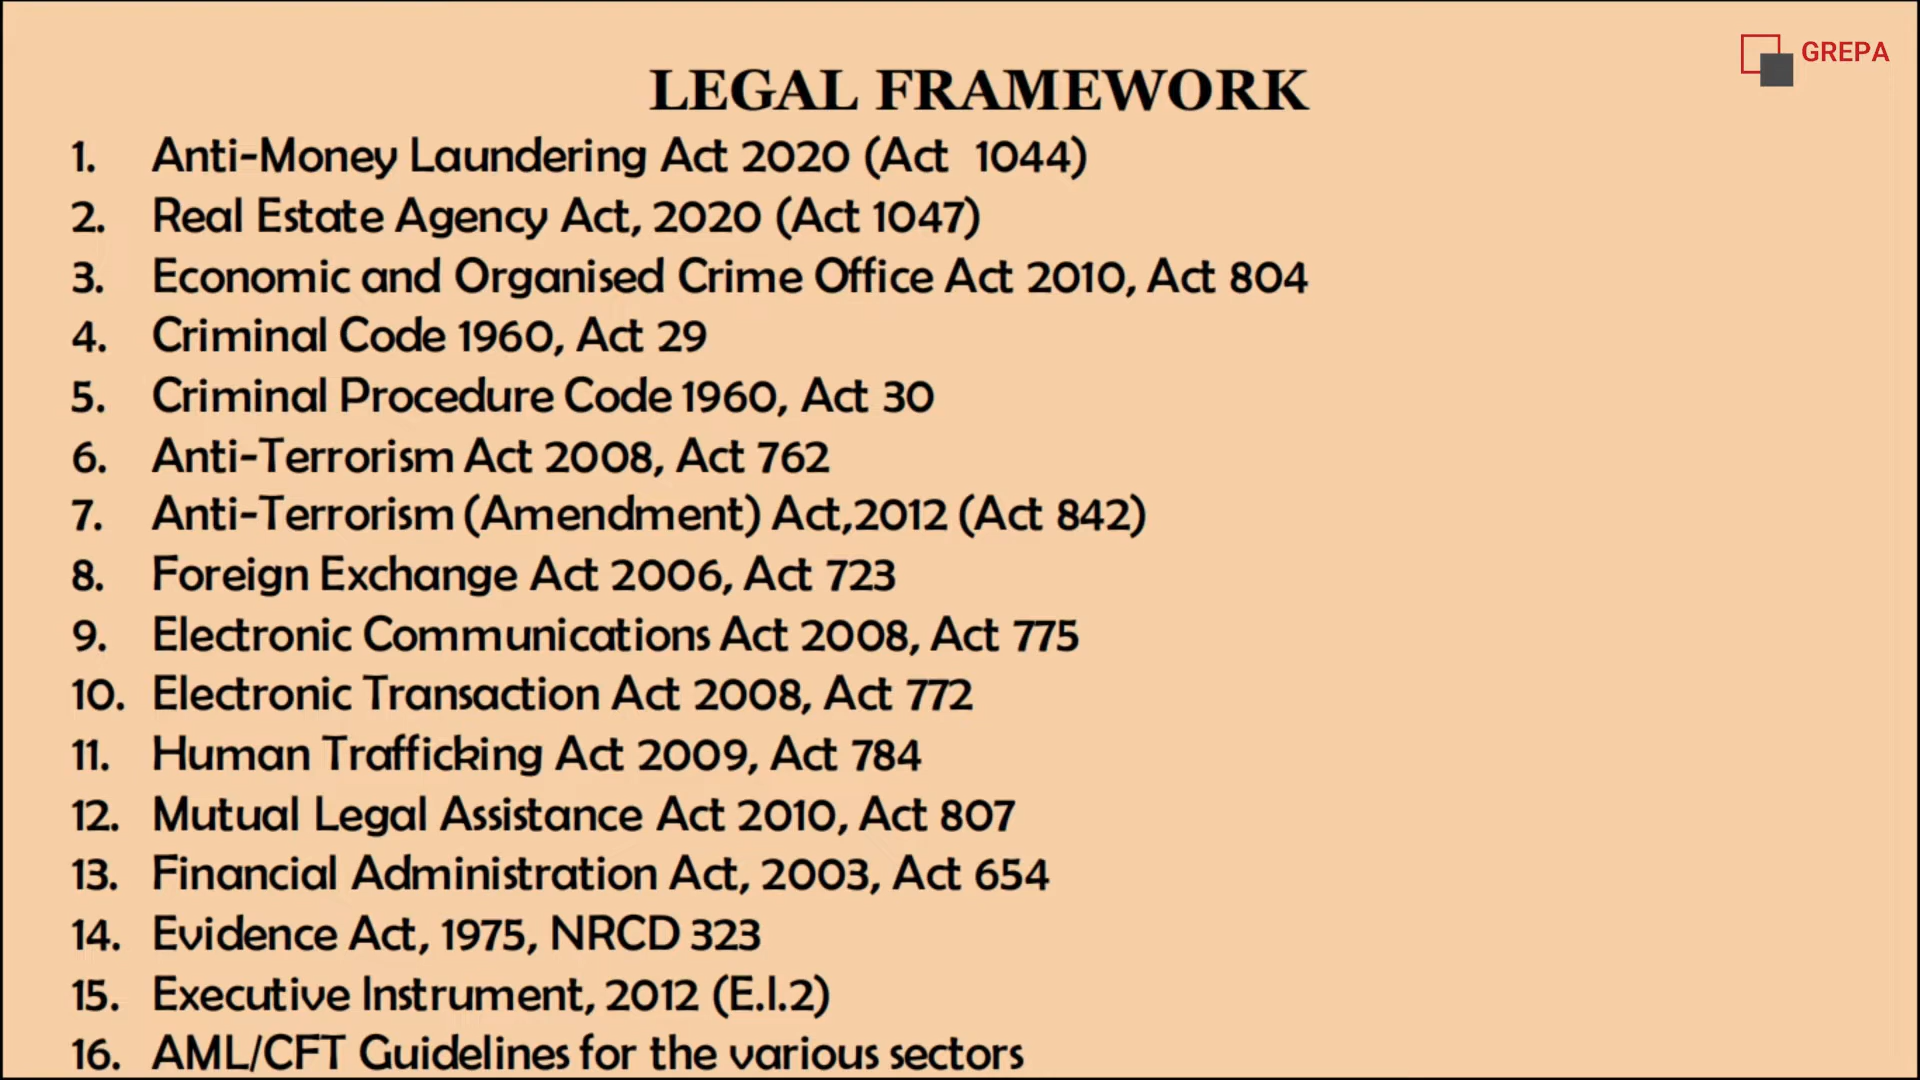 GREPA
LEGAL FRAMEWORK
1. Anti-Money Laundering Act 2020 (Act 1044)
2. Real Estate Agency Act, 2020 (Act 1047)
3. Economic and Organised Crime Office Act 2010, Act 804
4. Criminal Code 1960, Act 29
5. Criminal Procedure Code 1960, Act 30
6. Anti-Terrorism Act 2008, Act 762
7. Anti-Terrorism (Amendment) Act,2012 (Act 842)
8. Foreign Exchange Act 2006, Act 723
9. Electronic Communications Act 2008, Act 775
10. Electronic Transaction Act 2008, Act 772
11. Human Trafficking Act 2009, Act 784
12. Mutual Legal Assistance Act 2010, Act 807
13. Financial Administration Act, 2003, Act 654
14. Evidence Act, 1975, NRCD 323
15. Executive Instrument, 2012 (E.I.2)
16. AML/CFT Guidelines for the various sectors